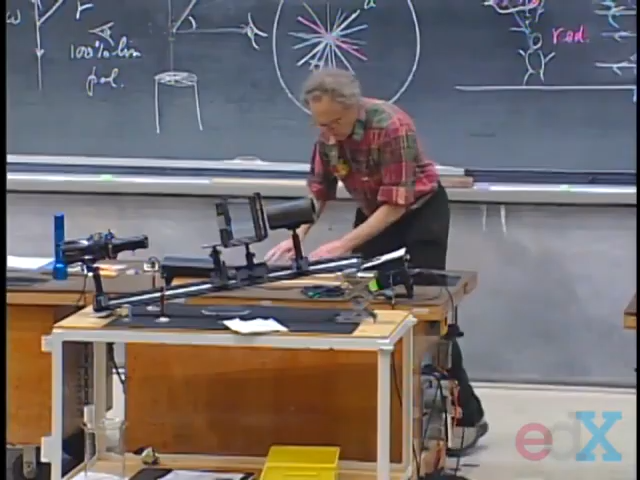 ω
r
100% lin
pol.
a
red.
edX